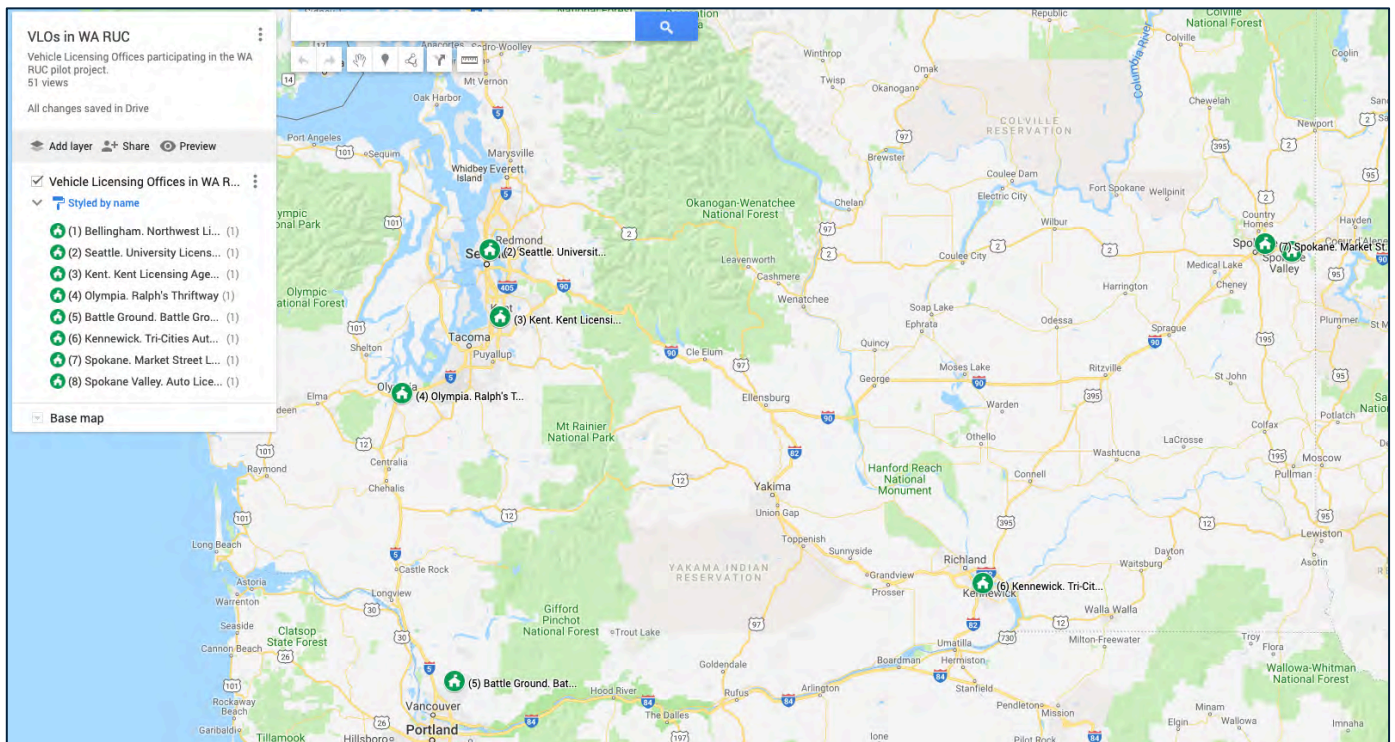 VLOs in WA RUC
Vehicle Licensing Offices participating in the WA
RUC pilot project.
51 views
All changes saved in Drive
Add layer Share Preview
Vehicle Licensing Offices in WA R...
Styled by name
(1) Bellingham. Northwest Li... (1)
(2) Seattle. University Licens... (1)
(3) Kent. Kent Licensing Age... (1)
(4) Olympia. Ralph's Thriftway (1)
(5) Battle Ground. Battle Gro... (1)
(6) Kennewick. Tri-Cities Aut... (1)
(7) Spokane. Market Street L... (1)
(8) Spokane Valley. Auto Lice... (1)
Base map
Republic
Colville
National Forest
Colville
Anacortes
Sedro-Woolley
Winthrop
Omak
Twisp
Okanogan
Columbia River
14
Mt Vernon
Oak Harbor
Chewelah
Newport
COLVILLE
RESERVATION
Port Angeles
Sequim
Marysville
Whidbey
Island
Everett
Brewster
Coulee Dam
Electric City
Fort Spokane
Wellpinit
Okanogan-Wenatchee
National Forest
Chelan
Wilbur
Country
Homes
Hayden
Redmond
(2) Seattle. Universit...
Leavenworth
Cashmere
Coulee City
(7) Spokane. Market St.
Spokane
Valley
Medical Lake
Cheney
Olympic
National Forest
Wenatchee
Harrington
Kent
(3) Kent. Kent Licensi...
Soap Lake
Ephrata
Odessa
Plummer
Tacoma
Puyallup
Shelton
Cle Elum
Quincy
Sprague
Moses Lake
Ritzville
St John
George
Elma
Olympia
(4) Olympia. Ralph's T...
Ellensburg
Warden
Potlatch
Mt Rainier
National Park
Othello
Colfax
LaCrosse
Washtucna
Moscow
Pullman
Raymond
Centralia
Chehalis
Hanford Reach
National
Monument
Connell
Yakima
Union Gap
Long Beach
Toppenish
Sunnyside
Richland
Dayton
Waitsburg
Lewiston
Asotin
Castle Rock
YAKAMA INDIAN
RESERVATION
Grandview
Prosser
(6) Kennewick. Tri-Cit...
Kennewick
Astoria
Warrenton
Longview
Walla Walla
Gifford
Pinchot
National Forest
Trout Lake
Seaside
Clatsop
State Forest
Cannon Beach
Umatilla
Milton-Freewater
Troy
Flora
Goldendale
Boardman
Hermiston
Stanfield
Wallowa-Whitman
National Forest
(5) Battle Ground. Bat...
Hood River
Rufus
Arlington
Rockaway
Beach
Vancouver
The Dalles
Pendleton
Mission
Minam
Garibaldi
Tillamook
Hillsboro
Portland
Ione
Pilot Rock
Elgin
Wallowa
Imnaha